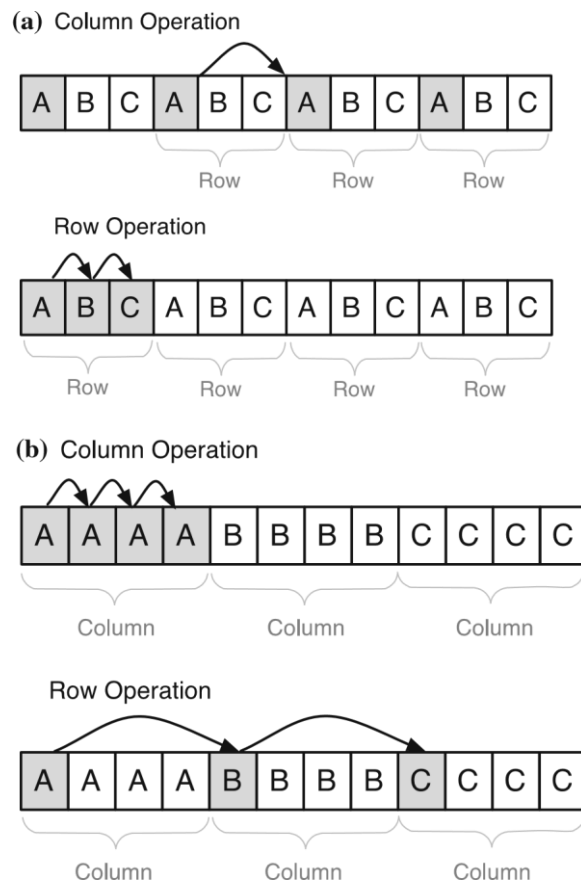 (a) Column Operation
A B C A B C A B C A B C
Row Row Row
Row Operation
A B C A B C A B C A B C
Row Row Row Row
(b) Column Operation
A A A A B B B B C C C C
Column Column Column
Row Operation
A A A A B B B B C C C C
Column Column Column